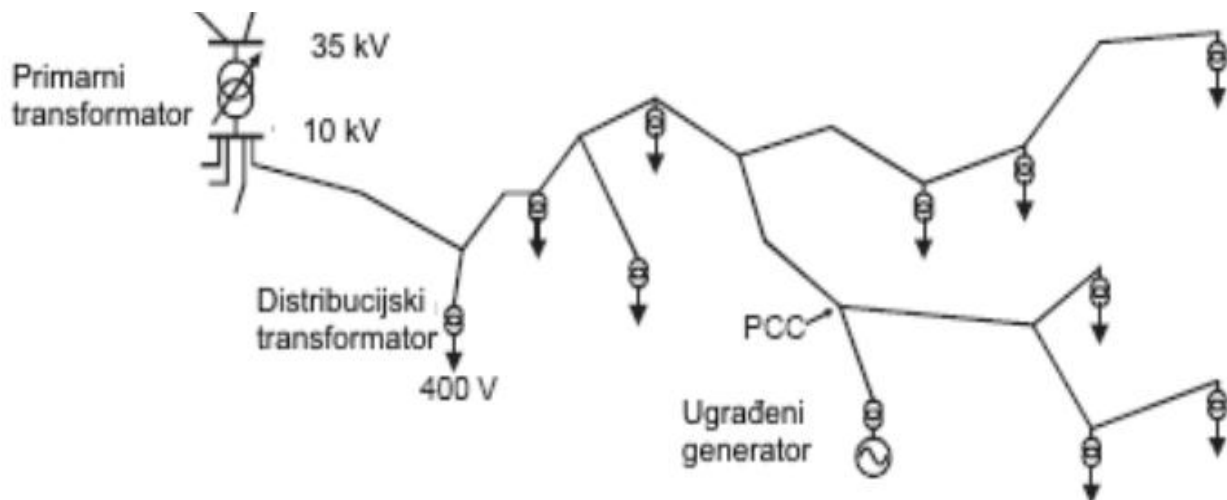 35 kV
Primarni
transformator
10 kV
Distribucijski
transformator
400 V
PCC
Ugrađeni
generator